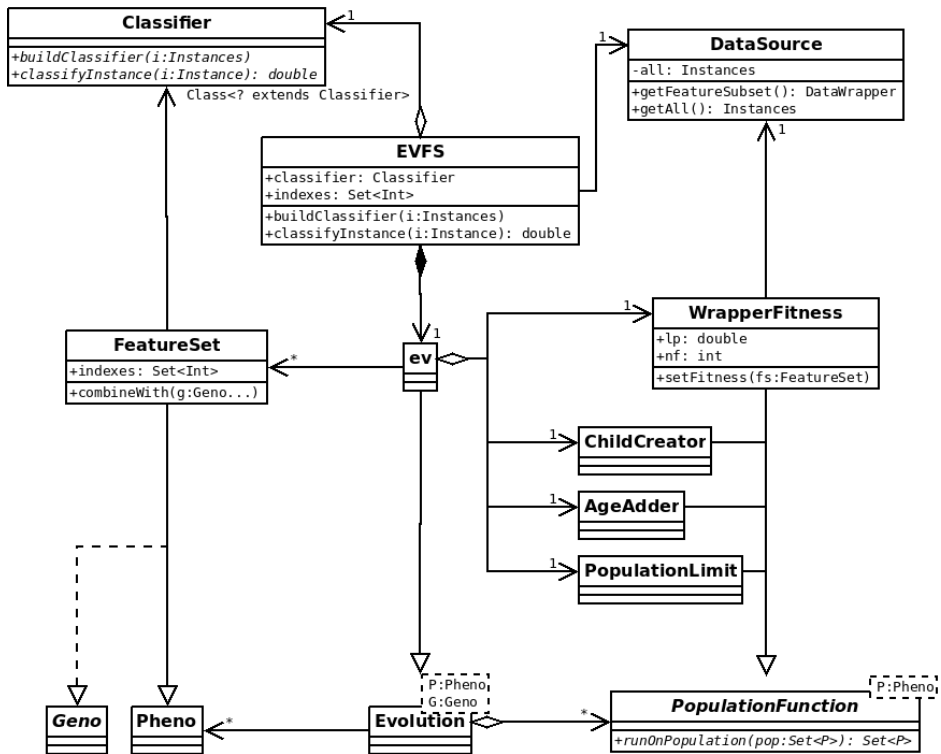 Classifier
+buildClassifier(i:Instances)
+classifyInstance(i:Instance): double
1
Class<? extends Classifier>
1
DataSource
-all: Instances
+getFeatureSubset(): DataWrapper
+getAll(): Instances
1
EVFS
+classifier: Classifier
+indexes: Set<Int>
+buildClassifier(i:Instances)
+classifyInstance(i:Instance): double
1
FeatureSet
+indexes: Set<Int>
+combineWith(g:Geno...)
*
ev
1
WrapperFitness
+lp: double
+nf: int
+setFitness(fs:FeatureSet)
1
ChildCreator
1
AgeAdder
1
PopulationLimit
Geno
Pheno
*
P:Pheno
G:Geno
Evolution
*
P:Pheno
PopulationFunction
+runOnPopulation(pop:Set<P>): Set<P>